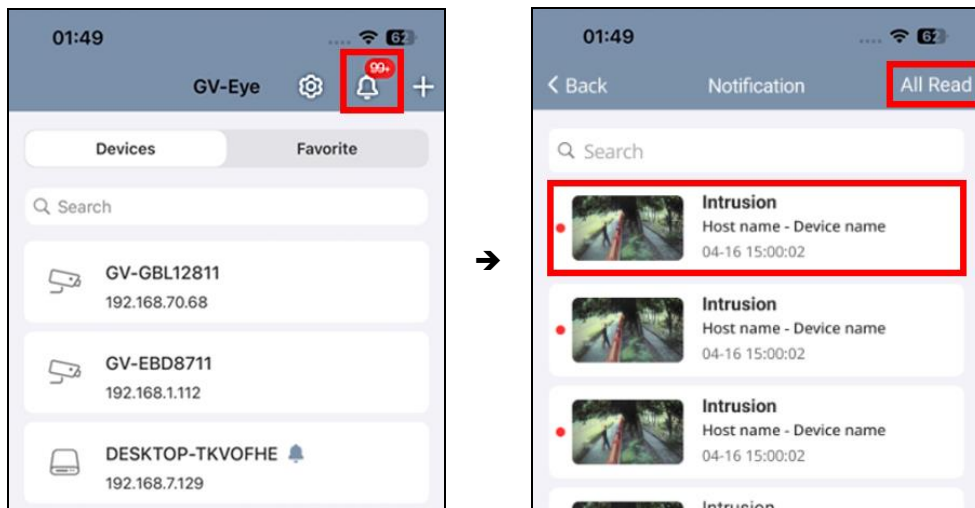 01:49
62
GV-Eye
99+
Devices
Favorite
Search
GV-GBL12811
192.168.70.68
GV-EBD8711
192.168.1.112
DESKTOP-TKVOFHE
192.168.7.129
➔
01:49
62
Back
Notification
All Read
Search
Intrusion
Host name - Device name
04-16 15:00:02
Intrusion
Host name - Device name
04-16 15:00:02
Intrusion
Host name - Device name
04-16 15:00:02
Intrusion